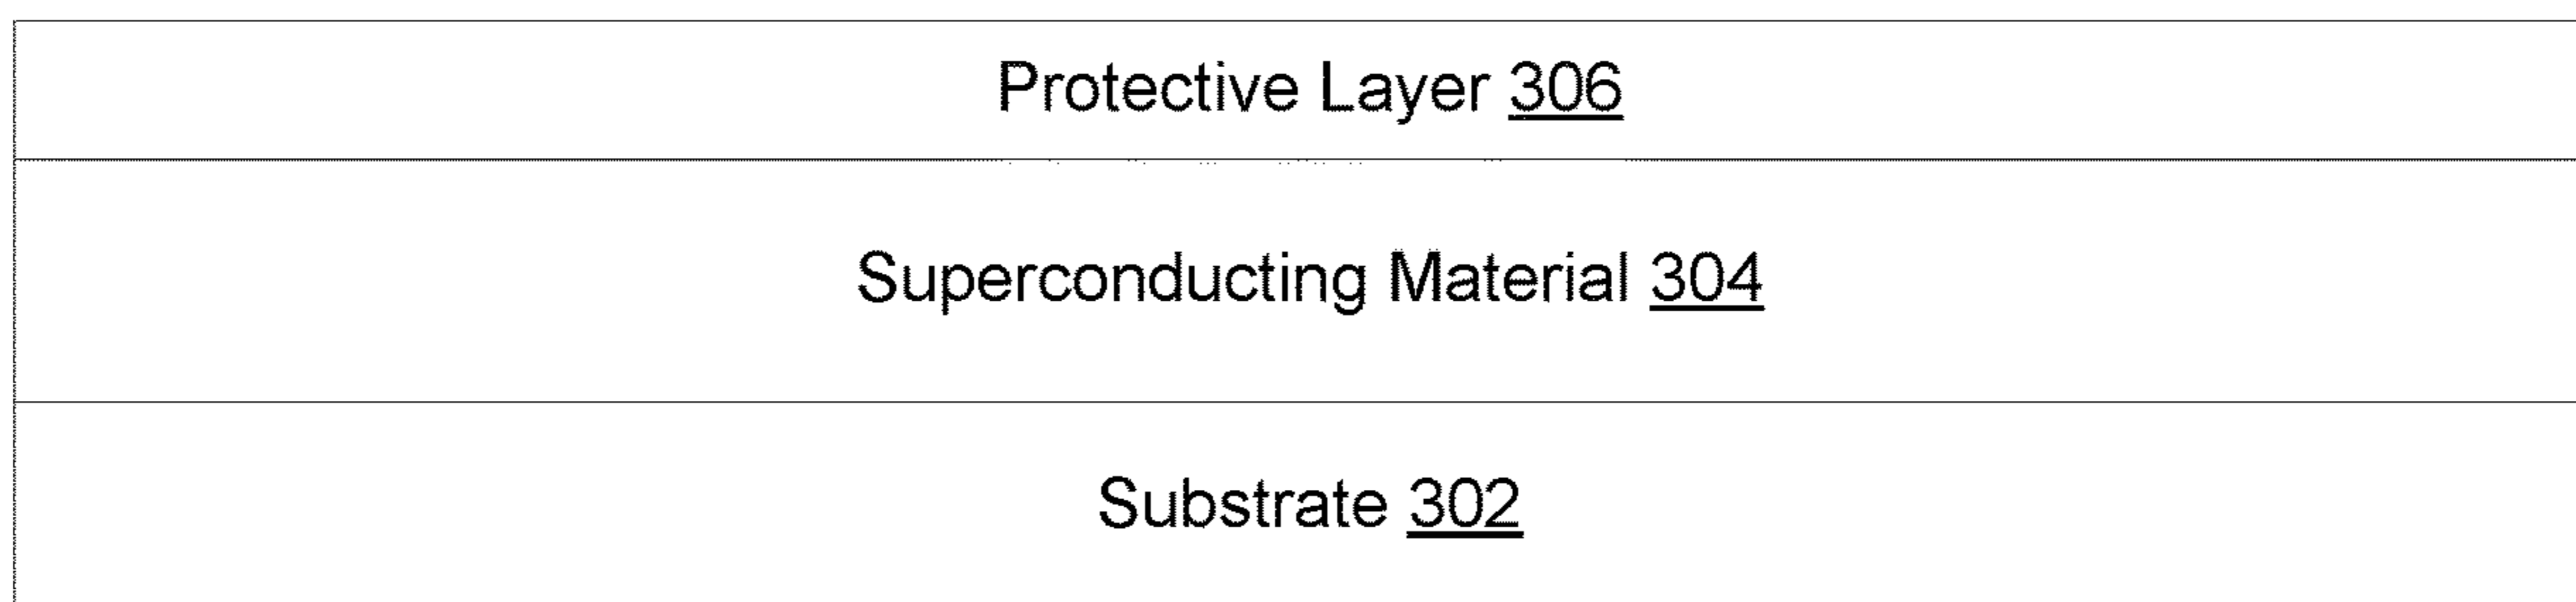 Protective Layer 306
Superconducting Material 304
Substrate 302